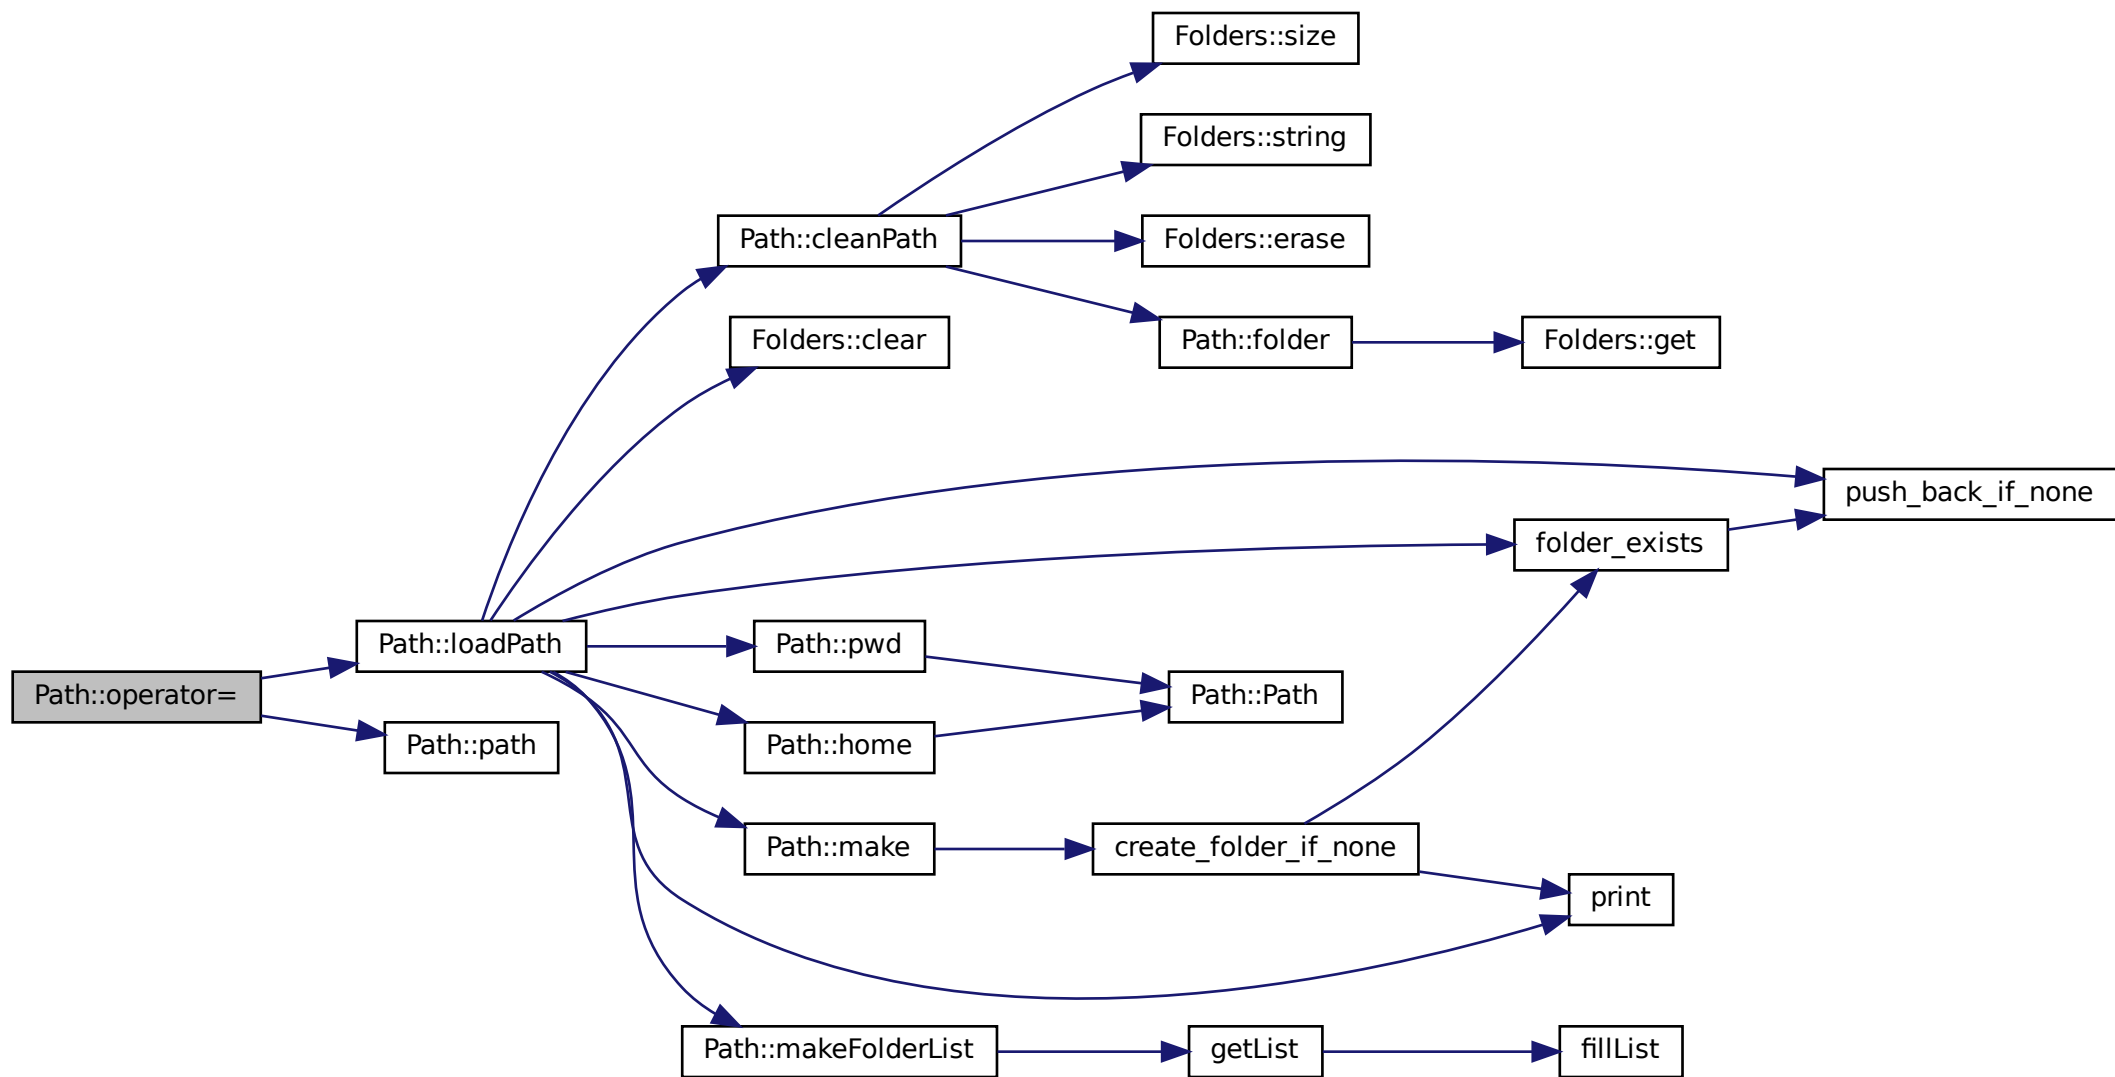 Folders::size
Folders::string
Path::cleanPath
Folders::erase
Folders::clear
Path::folder
Folders::get
push_back_if_none
folder_exists
Path::loadPath
Path::pwd
Path::operator=
Path::Path
Path::path
Path::home
Path::make
create_folder_if_none
print
Path::makeFolderList
getList
fillList